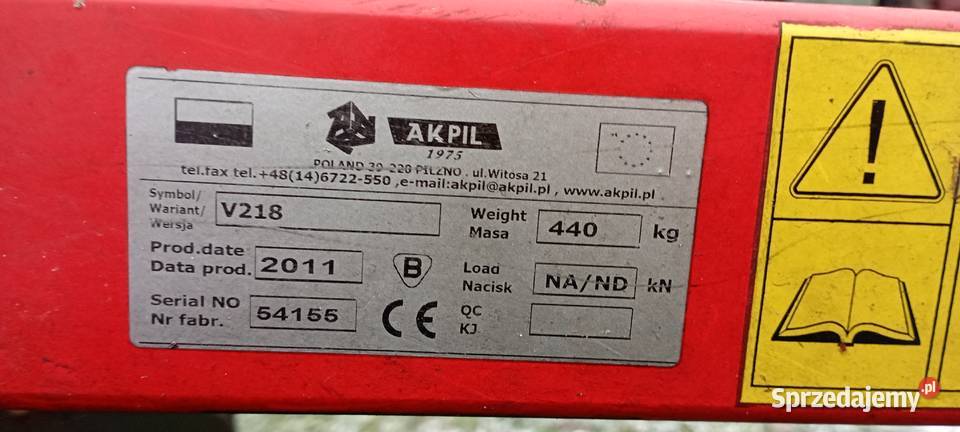 AKPIL
1975
POLAND 39-220 PILZNO . ul.Witosa 21
tel.fax tel.+48(14)6722-550 ,e-mail:akpil@akpil.pl , www.akpil.pl
Symbol/
Wariant/
Wersja
V218
Weight
Masa
440
kg
Prod.date
Data prod.
2011
B
Load
Nacisk
NA/ND
kN
Serial NO
Nr fabr.
54155
CE
QC
KJ
!
Sprzedajemy.pl